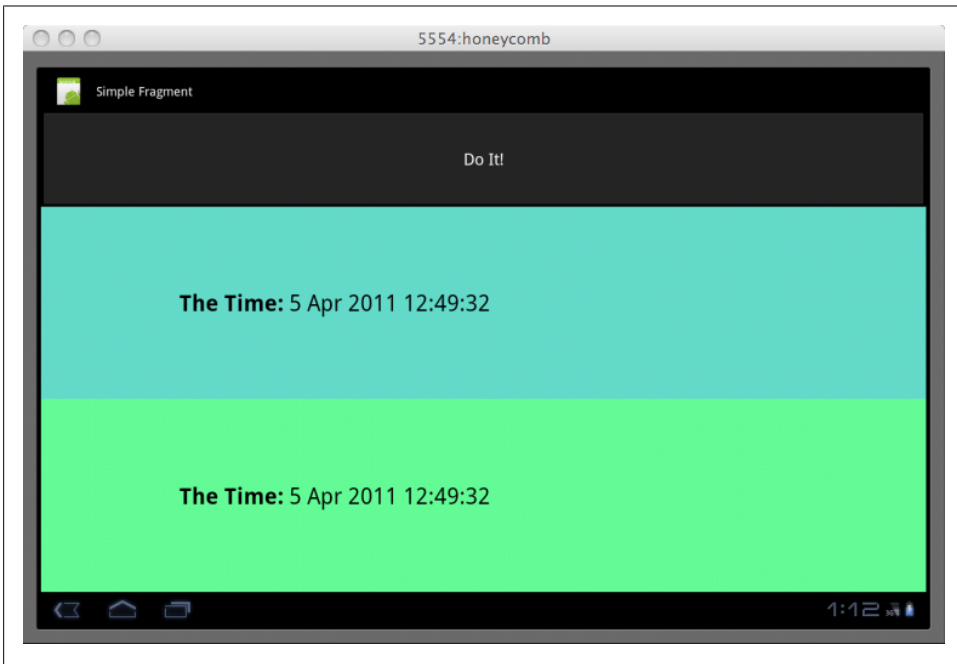 5554:honeycomb
Simple Fragment
Do It!
The Time: 5 Apr 2011 12:49:32
The Time: 5 Apr 2011 12:49:32
1:12 3G